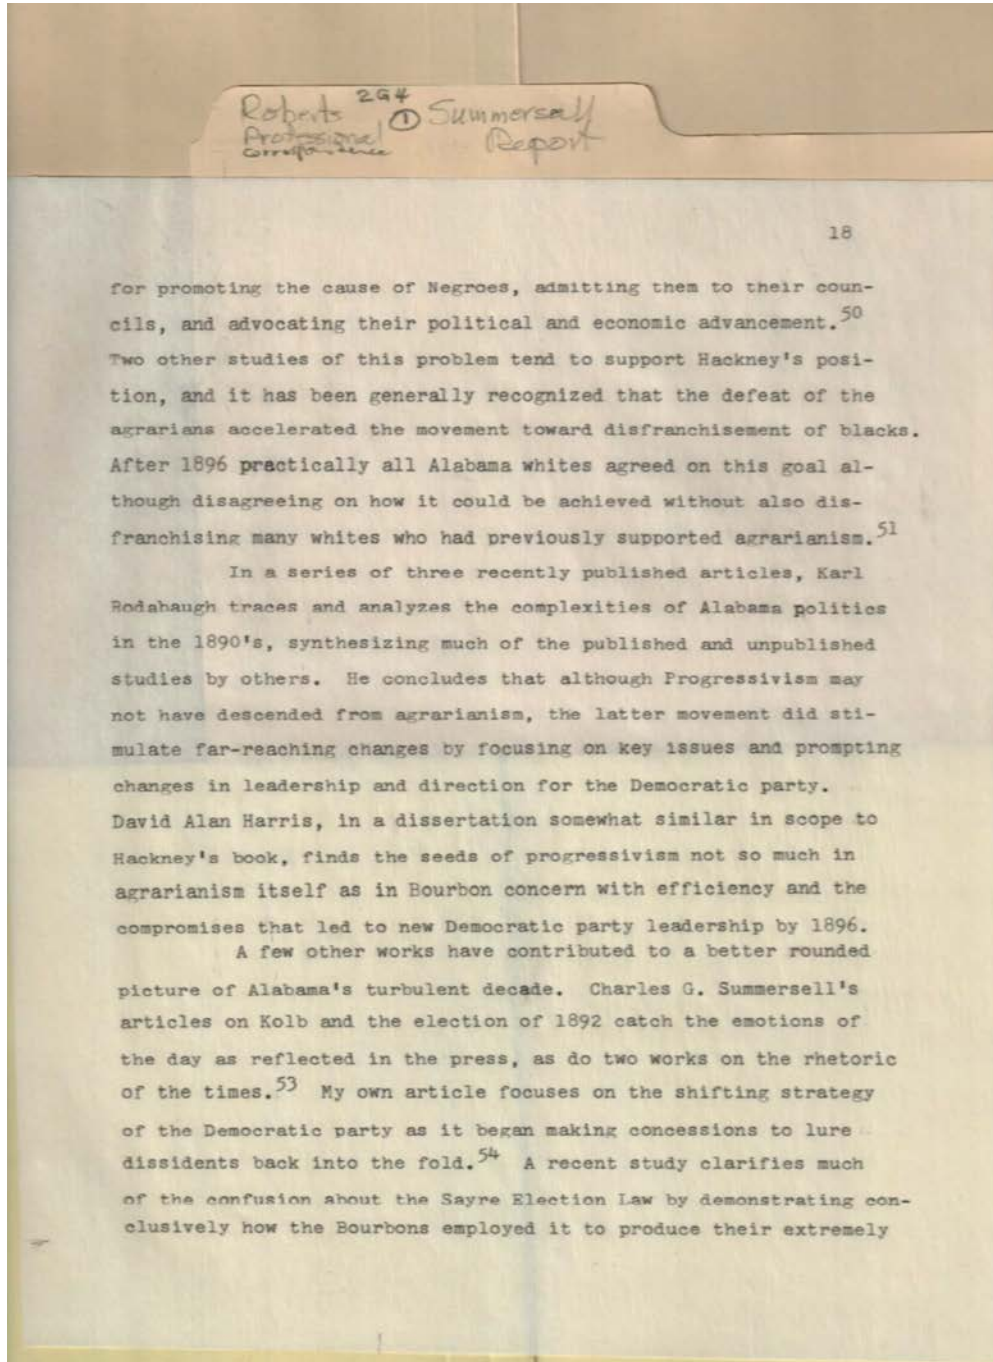 Roberts 2G4 ① Summersell
Professional Report
Correspondence
18
for promoting the cause of Negroes, admitting them to their coun-
cils, and advocating their political and economic advancement.50
Two other studies of this problem tend to support Hackney's posi-
tion, and it has been generally recognized that the defeat of the
agrarians accelerated the movement toward disfranchisement of blacks.
After 1896 practically all Alabama whites agreed on this goal al-
though disagreeing on how it could be achieved without also dis-
franchising many whites who had previously supported agrarianism.51
In a series of three recently published articles, Karl
Rodabaugh traces and analyzes the complexities of Alabama politics
in the 1890's, synthesizing much of the published and unpublished
studies by others. He concludes that although Progressivism may
not have descended from agrarianism, the latter movement did sti-
mulate far-reaching changes by focusing on key issues and prompting
changes in leadership and direction for the Democratic party.
David Alan Harris, in a dissertation somewhat similar in scope to
Hackney's book, finds the seeds of progressivism not so much in
agrarianism itself as in Bourbon concern with efficiency and the
compromises that led to new Democratic party leadership by 1896.
A few other works have contributed to a better rounded
picture of Alabama's turbulent decade. Charles G. Summersell's
articles on Kolb and the election of 1892 catch the emotions of
the day as reflected in the press, as do two works on the rhetoric
of the times.53 My own article focuses on the shifting strategy
of the Democratic party as it began making concessions to lure
dissidents back into the fold.54 A recent study clarifies much
of the confusion about the Sayre Election Law by demonstrating con-
clusively how the Bourbons employed it to produce their extremely